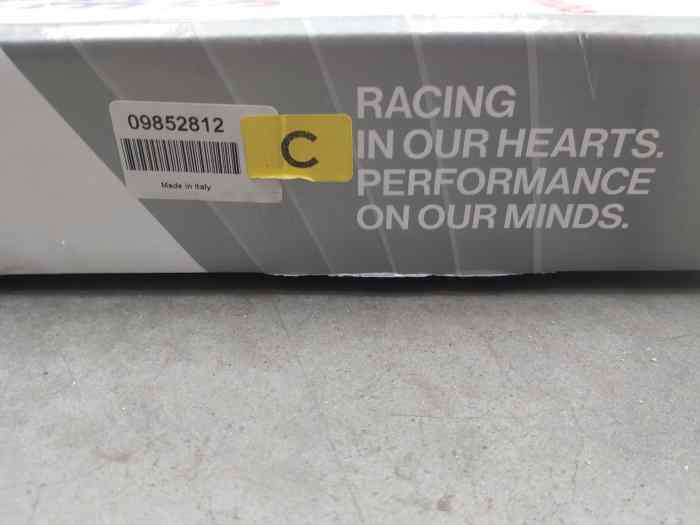 09852812
Made in Italy
C
RACING
IN OUR HEARTS.
PERFORMANCE
ON OUR MINDS.